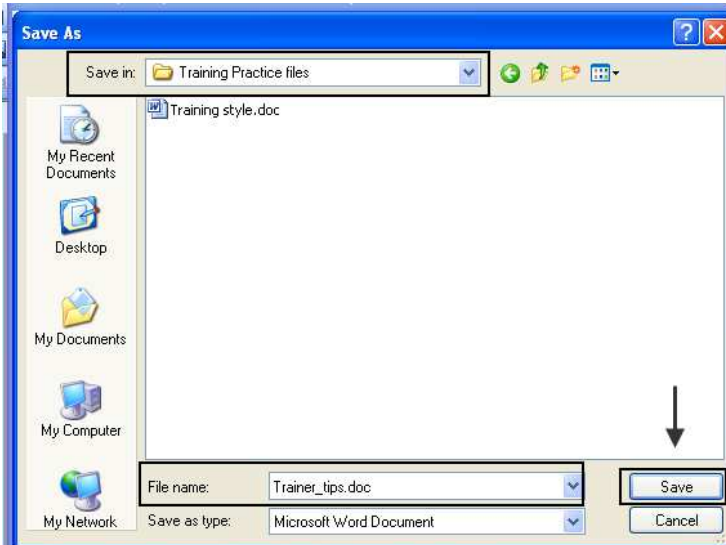 Save As
Save in: Training Practice files
Training style.doc
My Recent
Documents
Desktop
My Documents
My Computer
My Network
File name: Trainer_tips.doc Save
Save as type: Microsoft Word Document Cancel